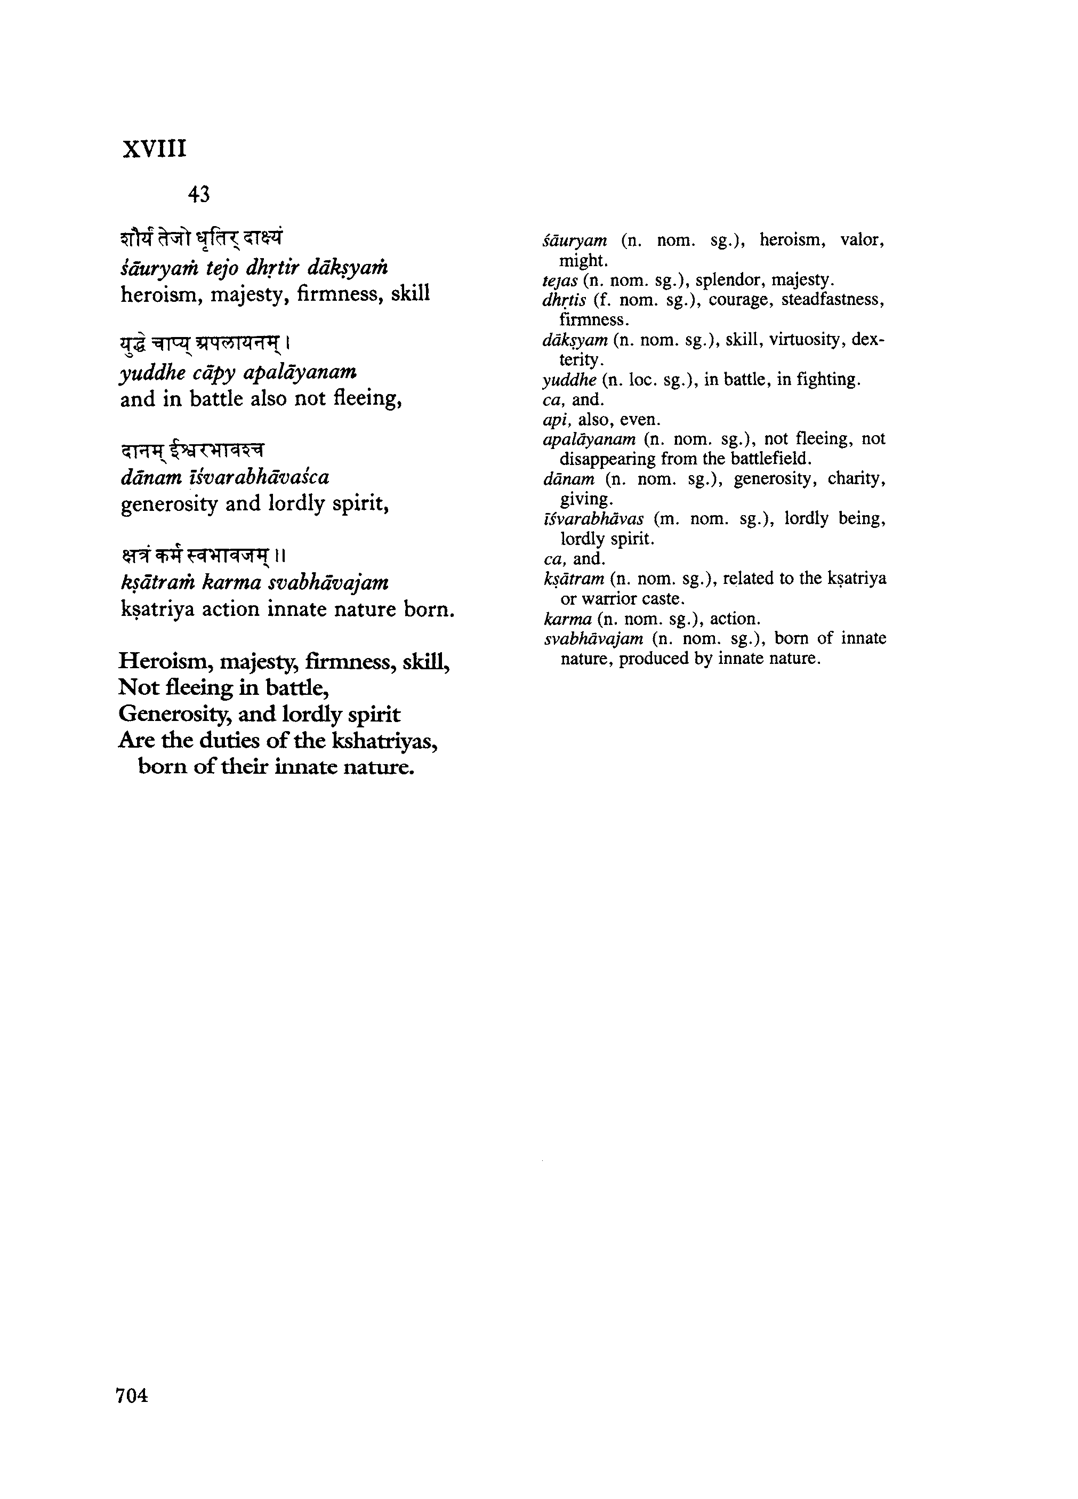 XVIII
43
शौर्यं तेजो धृतिर् दाक्ष्यं
śāuryaṁ tejo dhṛtir dākṣyaṁ
heroism, majesty, firmness, skill
युद्धे चाप्य् अपलायनम् ।
yuddhe cāpy apalāyanam
and in battle also not fleeing,
दानम् ईश्वरभावश्च
dānam īśvarabhāvaśca
generosity and lordly spirit,
क्षत्रं कर्म स्वभावजम् ॥
kṣātraṁ karma svabhāvajam
kṣatriya action innate nature born.
Heroism, majesty, firmness, skill,
Not fleeing in battle,
Generosity, and lordly spirit
Are the duties of the kshatriyas,
born of their innate nature.
śāuryam (n. nom. sg.), heroism, valor,
might.
tejas (n. nom. sg.), splendor, majesty.
dhṛtis (f. nom. sg.), courage, steadfastness,
firmness.
dākṣyam (n. nom. sg.), skill, virtuosity, dex-
terity.
yuddhe (n. loc. sg.), in battle, in fighting.
ca, and.
api, also, even.
apalāyanam (n. nom. sg.), not fleeing, not
disappearing from the battlefield.
dānam (n. nom. sg.), generosity, charity,
giving.
īśvarabhāvas (m. nom. sg.), lordly being,
lordly spirit.
ca, and.
kṣātram (n. nom. sg.), related to the kṣatriya
or warrior caste.
karma (n. nom. sg.), action.
svabhāvajam (n. nom. sg.), born of innate
nature, produced by innate nature.
704